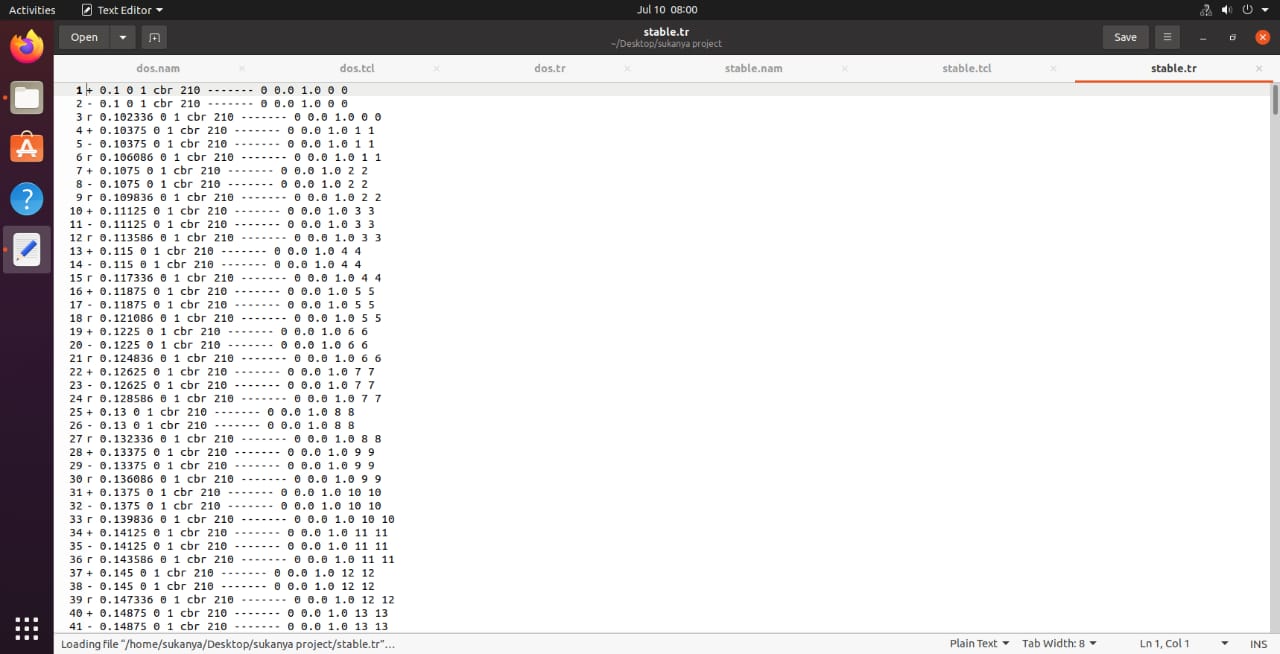 Activities Text Editor Jul 10 08:00
Open stable.tr Save
~/Desktop/sukanya project
dos.nam dos.tcl dos.tr stable.nam stable.tcl stable.tr
1 + 0.1 0 1 cbr 210 ------- 0 0.0 1.0 0 0
2 - 0.1 0 1 cbr 210 ------- 0 0.0 1.0 0 0
3 r 0.102336 0 1 cbr 210 ------- 0 0.0 1.0 0 0
4 + 0.10375 0 1 cbr 210 ------- 0 0.0 1.0 1 1
5 - 0.10375 0 1 cbr 210 ------- 0 0.0 1.0 1 1
6 r 0.106086 0 1 cbr 210 ------- 0 0.0 1.0 1 1
7 + 0.1075 0 1 cbr 210 ------- 0 0.0 1.0 2 2
8 - 0.1075 0 1 cbr 210 ------- 0 0.0 1.0 2 2
9 r 0.109836 0 1 cbr 210 ------- 0 0.0 1.0 2 2
10 + 0.11125 0 1 cbr 210 ------- 0 0.0 1.0 3 3
11 - 0.11125 0 1 cbr 210 ------- 0 0.0 1.0 3 3
12 r 0.113586 0 1 cbr 210 ------- 0 0.0 1.0 3 3
13 + 0.115 0 1 cbr 210 ------- 0 0.0 1.0 4 4
14 - 0.115 0 1 cbr 210 ------- 0 0.0 1.0 4 4
15 r 0.117336 0 1 cbr 210 ------- 0 0.0 1.0 4 4
16 + 0.11875 0 1 cbr 210 ------- 0 0.0 1.0 5 5
17 - 0.11875 0 1 cbr 210 ------- 0 0.0 1.0 5 5
18 r 0.121086 0 1 cbr 210 ------- 0 0.0 1.0 5 5
19 + 0.1225 0 1 cbr 210 ------- 0 0.0 1.0 6 6
20 - 0.1225 0 1 cbr 210 ------- 0 0.0 1.0 6 6
21 r 0.124836 0 1 cbr 210 ------- 0 0.0 1.0 6 6
22 + 0.12625 0 1 cbr 210 ------- 0 0.0 1.0 7 7
23 - 0.12625 0 1 cbr 210 ------- 0 0.0 1.0 7 7
24 r 0.128586 0 1 cbr 210 ------- 0 0.0 1.0 7 7
25 + 0.13 0 1 cbr 210 ------- 0 0.0 1.0 8 8
26 - 0.13 0 1 cbr 210 ------- 0 0.0 1.0 8 8
27 r 0.132336 0 1 cbr 210 ------- 0 0.0 1.0 8 8
28 + 0.13375 0 1 cbr 210 ------- 0 0.0 1.0 9 9
29 - 0.13375 0 1 cbr 210 ------- 0 0.0 1.0 9 9
30 r 0.136086 0 1 cbr 210 ------- 0 0.0 1.0 9 9
31 + 0.1375 0 1 cbr 210 ------- 0 0.0 1.0 10 10
32 - 0.1375 0 1 cbr 210 ------- 0 0.0 1.0 10 10
33 r 0.139836 0 1 cbr 210 ------- 0 0.0 1.0 10 10
34 + 0.14125 0 1 cbr 210 ------- 0 0.0 1.0 11 11
35 - 0.14125 0 1 cbr 210 ------- 0 0.0 1.0 11 11
36 r 0.143586 0 1 cbr 210 ------- 0 0.0 1.0 11 11
37 + 0.145 0 1 cbr 210 ------- 0 0.0 1.0 12 12
38 - 0.145 0 1 cbr 210 ------- 0 0.0 1.0 12 12
39 r 0.147336 0 1 cbr 210 ------- 0 0.0 1.0 12 12
40 + 0.14875 0 1 cbr 210 ------- 0 0.0 1.0 13 13
41 - 0.14875 0 1 cbr 210 ------- 0 0.0 1.0 13 13
Loading file "/home/sukanya/Desktop/sukanya project/stable.tr"... Plain Text Tab Width: 8 Ln 1, Col 1 INS